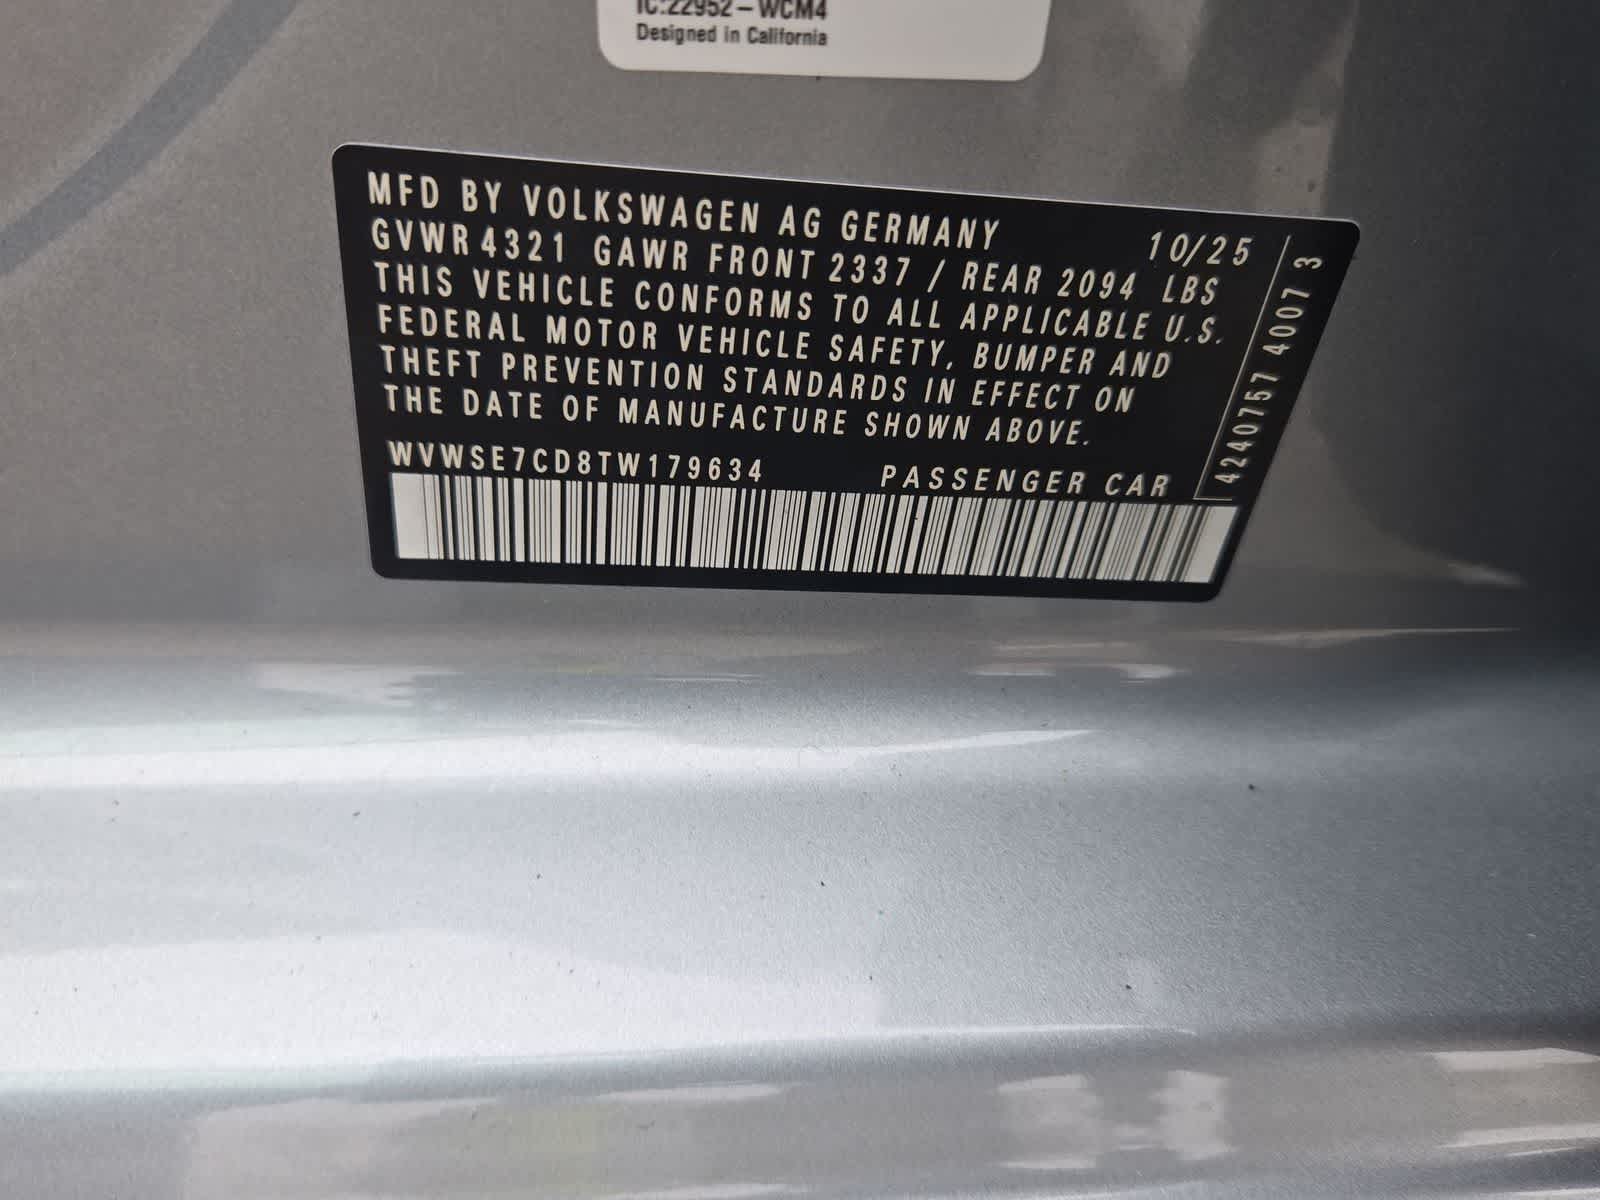 IC:22952-WCM4
Designed in California
MFD BY VOLKSWAGEN AG GERMANY 10/25
GVWR 4321 GAWR FRONT 2337 / REAR 2094 LBS
THIS VEHICLE CONFORMS TO ALL APPLICABLE U.S.
FEDERAL MOTOR VEHICLE SAFETY, BUMPER AND
THEFT PREVENTION STANDARDS IN EFFECT ON
THE DATE OF MANUFACTURE SHOWN ABOVE.
WVWSE7CD8TW179634 PASSENGER CAR
4240757 4007 3